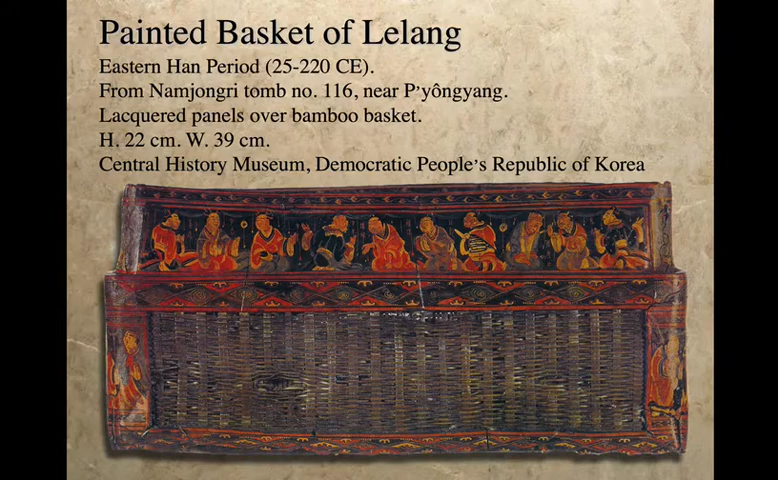 Painted Basket of Lelang
Eastern Han Period (25-220 CE).
From Namjongri tomb no. 116, near P’yôngyang.
Lacquered panels over bamboo basket.
H. 22 cm. W. 39 cm.
Central History Museum, Democratic People’s Republic of Korea